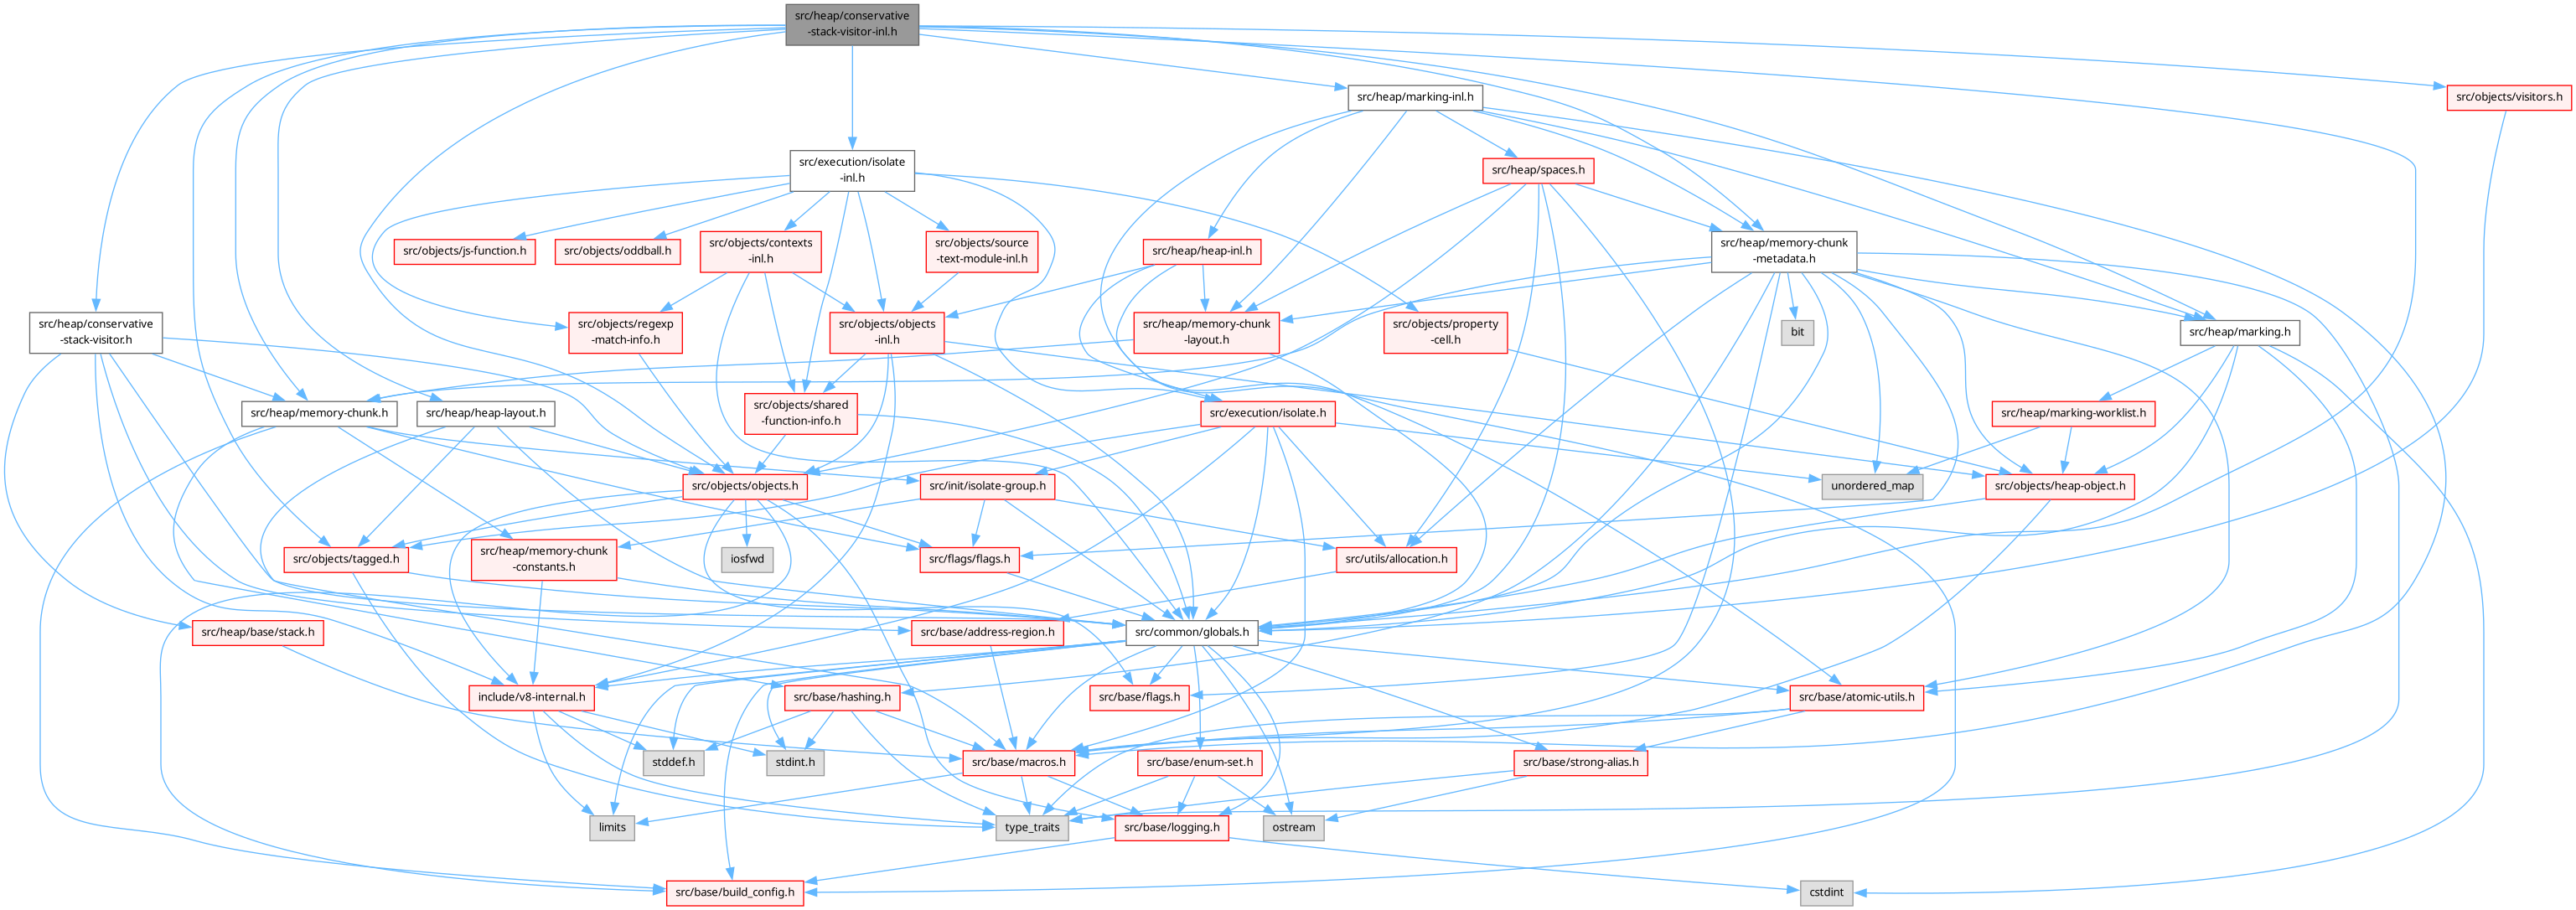 src/heap/conservative
-stack-visitor-inl.h
src/heap/marking-inl.h
src/objects/visitors.h
src/execution/isolate
-inl.h
src/heap/spaces.h
src/objects/js-function.h
src/objects/oddball.h
src/objects/contexts
-inl.h
src/objects/source
-text-module-inl.h
src/heap/heap-inl.h
src/heap/memory-chunk
-metadata.h
src/heap/conservative
-stack-visitor.h
src/objects/regexp
-match-info.h
src/objects/objects
-inl.h
src/heap/memory-chunk
-layout.h
src/objects/property
-cell.h
bit
src/heap/marking.h
src/heap/memory-chunk.h
src/heap/heap-layout.h
src/objects/shared
-function-info.h
src/execution/isolate.h
src/heap/marking-worklist.h
src/objects/objects.h
src/init/isolate-group.h
unordered_map
src/objects/heap-object.h
src/objects/tagged.h
src/heap/memory-chunk
-constants.h
iosfwd
src/flags/flags.h
src/utils/allocation.h
src/heap/base/stack.h
src/base/address-region.h
src/common/globals.h
include/v8-internal.h
src/base/hashing.h
src/base/flags.h
src/base/atomic-utils.h
stddef.h
stdint.h
src/base/macros.h
src/base/enum-set.h
src/base/strong-alias.h
limits
type_traits
src/base/logging.h
ostream
src/base/build_config.h
cstdint